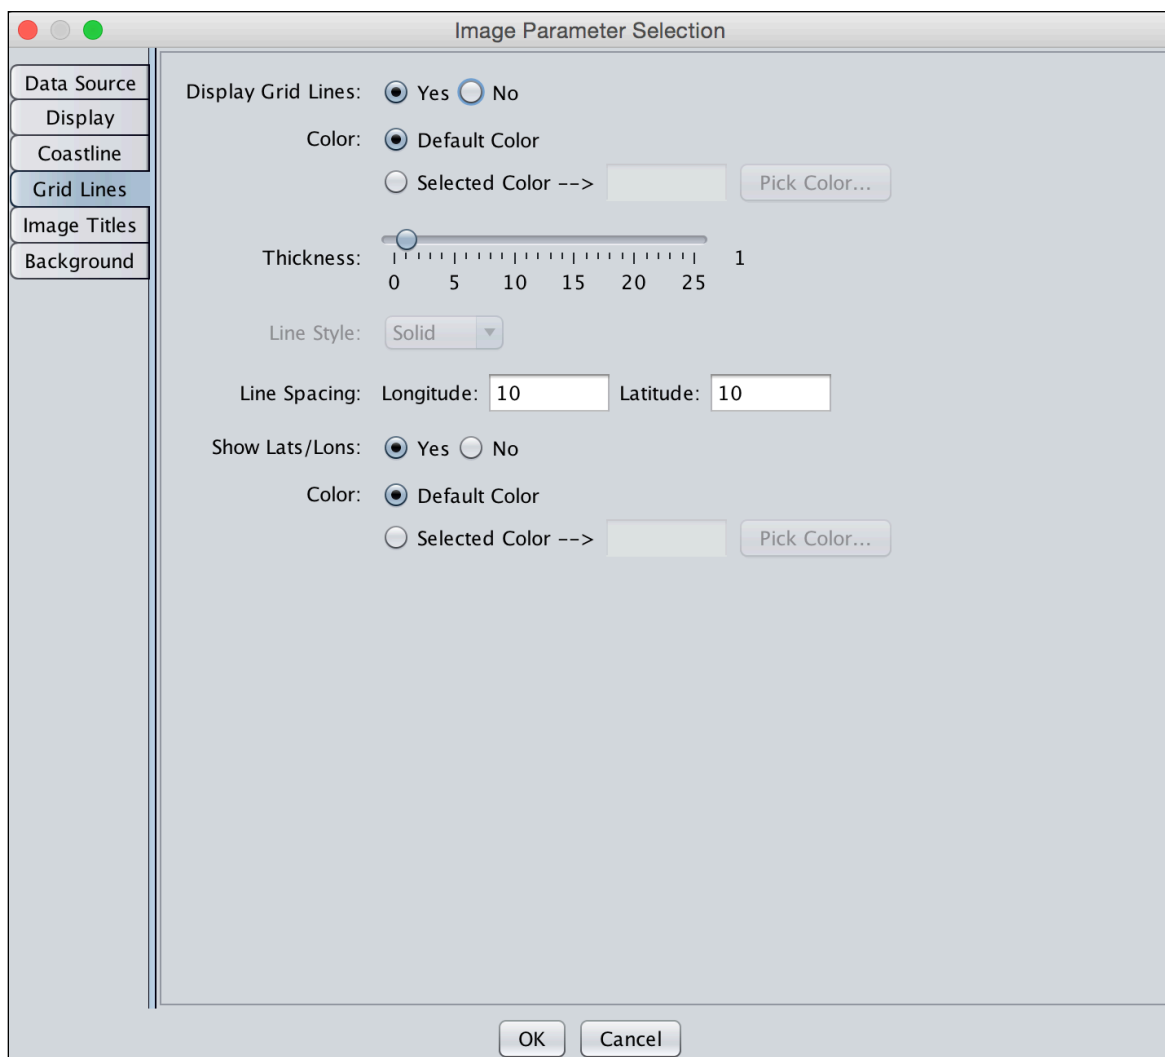 Image Parameter Selection
Data Source
Display
Coastline
Grid Lines
Image Titles
Background
Display Grid Lines: Yes No
Color: Default Color
Selected Color --> Pick Color...
Thickness: 1
0 5 10 15 20 25
Line Style: Solid
Line Spacing: Longitude: 10 Latitude: 10
Show Lats/Lons: Yes No
Color: Default Color
Selected Color --> Pick Color...
OK Cancel